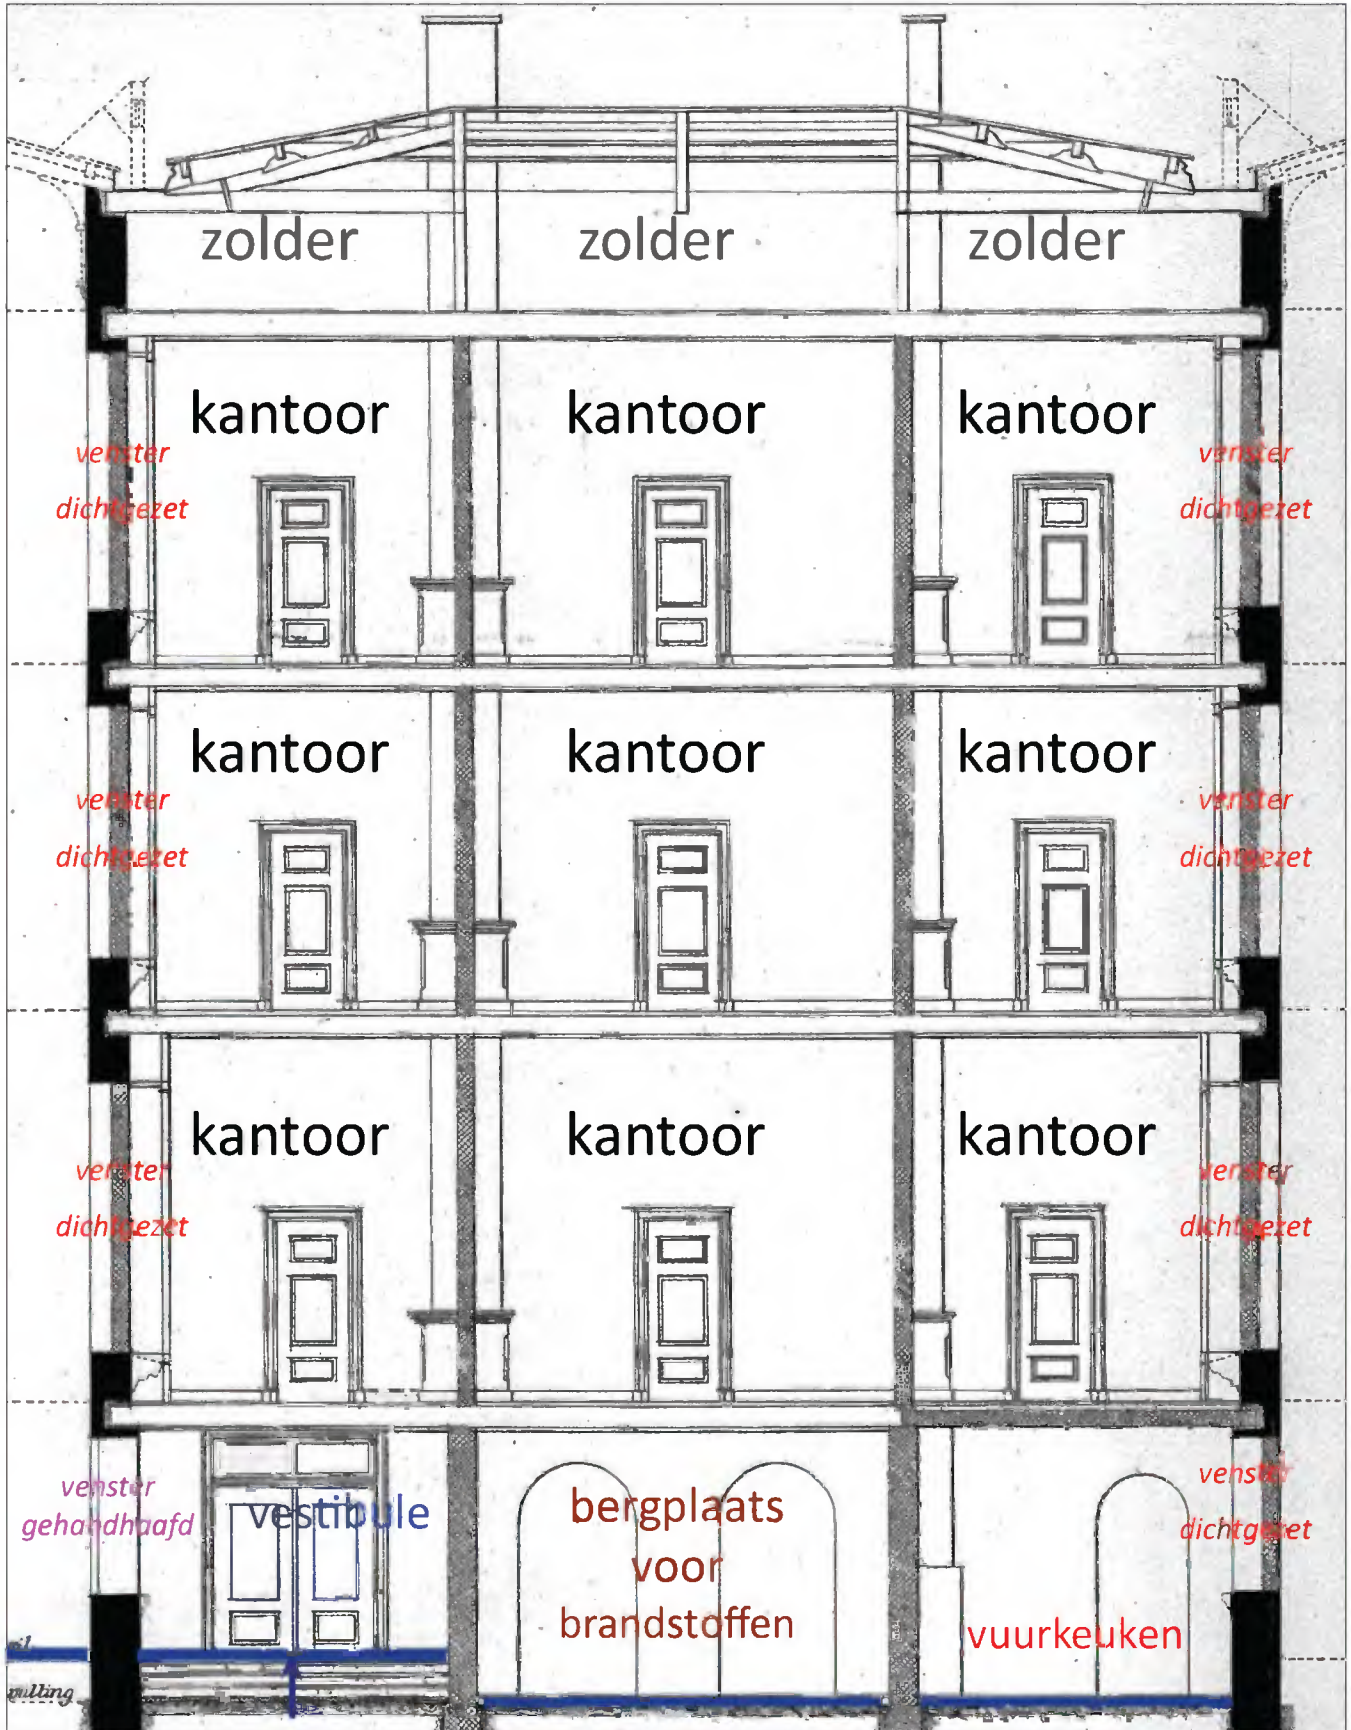 zolder zolder zolder
kantoor kantoor kantoor
venster venster
dichtgezet dichtgezet
kantoor kantoor kantoor
venster venster
dichtgezet dichtgezet
kantoor kantoor kantoor
venster venster
dichtgezet dichtgezet
venster
gehandhaafd
vestibule
bergplaats
voor
brandstoffen
venster
dichtgezet
vuurkeuken